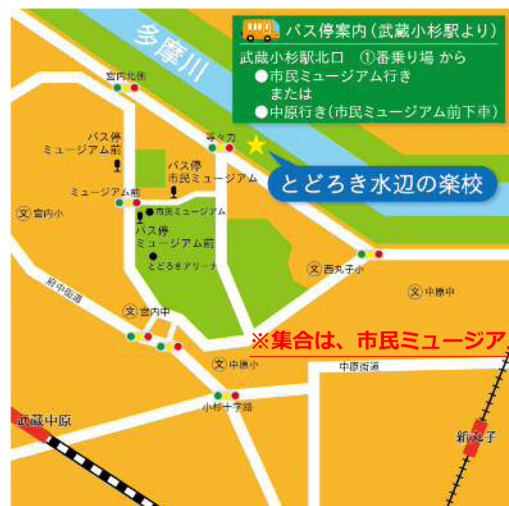 バス停案内(武蔵小杉駅より)
武蔵小杉駅北口 ①番乗り場 から
●市民ミュージアム行き
または
●中原行き(市民ミュージアム前下車)
多摩川
宮内北側
バス停
ミュージアム前
等々力
バス停
市民ミュージアム
とどろき水辺の楽校
ミュージアム前
市民ミュージアム
文 宮内小
バス停
ミュージアム前
とどろきアリーナ
文 西丸子小
文 中原中
府中街道
文 宮内中
※集合は、市民ミュージア
文 中原小
中原街道
小杉十字路
武蔵中原
新丸子